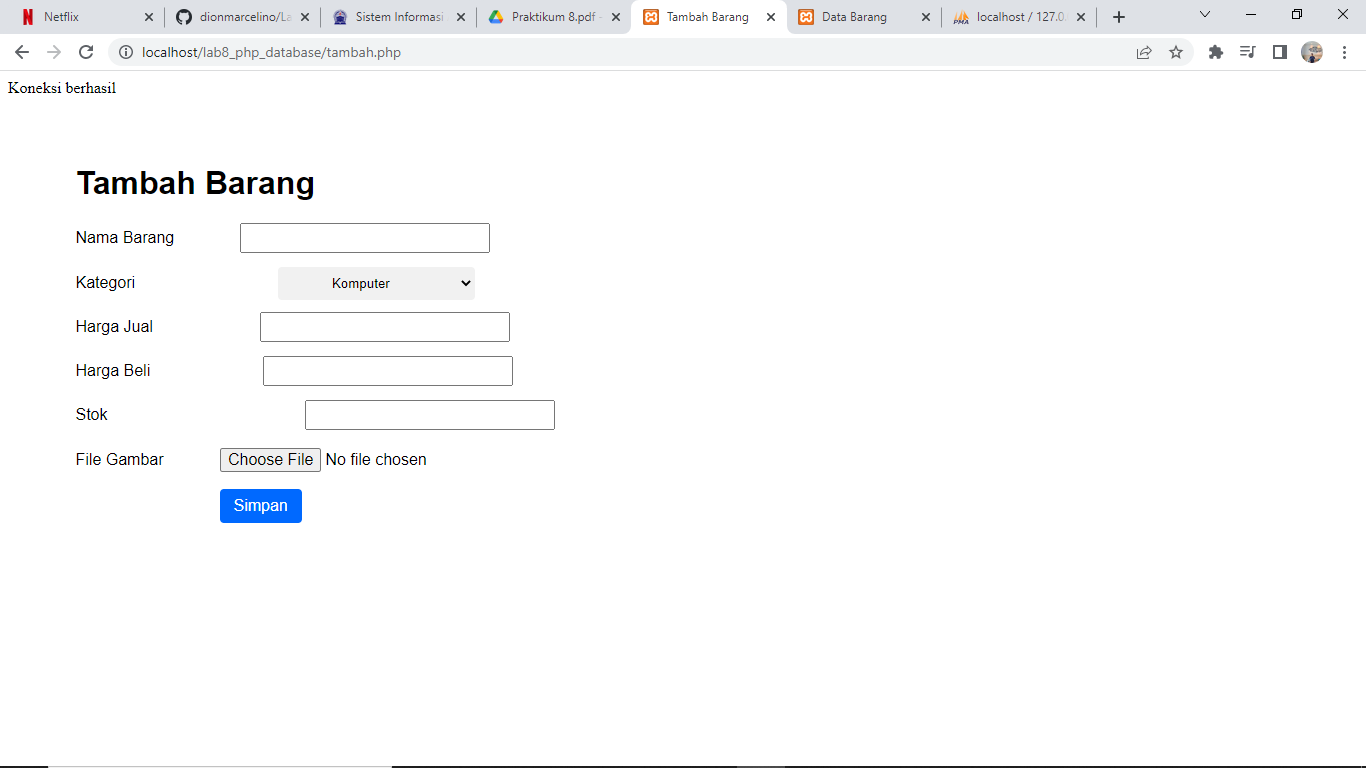 Netflix
dionmarcelino/La
Sistem Informasi
Praktikum 8.pdf -
Tambah Barang
Data Barang
localhost / 127.0.
localhost/lab8_php_database/tambah.php
Koneksi berhasil
Tambah Barang
Nama Barang
Kategori Komputer
Harga Jual
Harga Beli
Stok
File Gambar Choose File No file chosen
Simpan